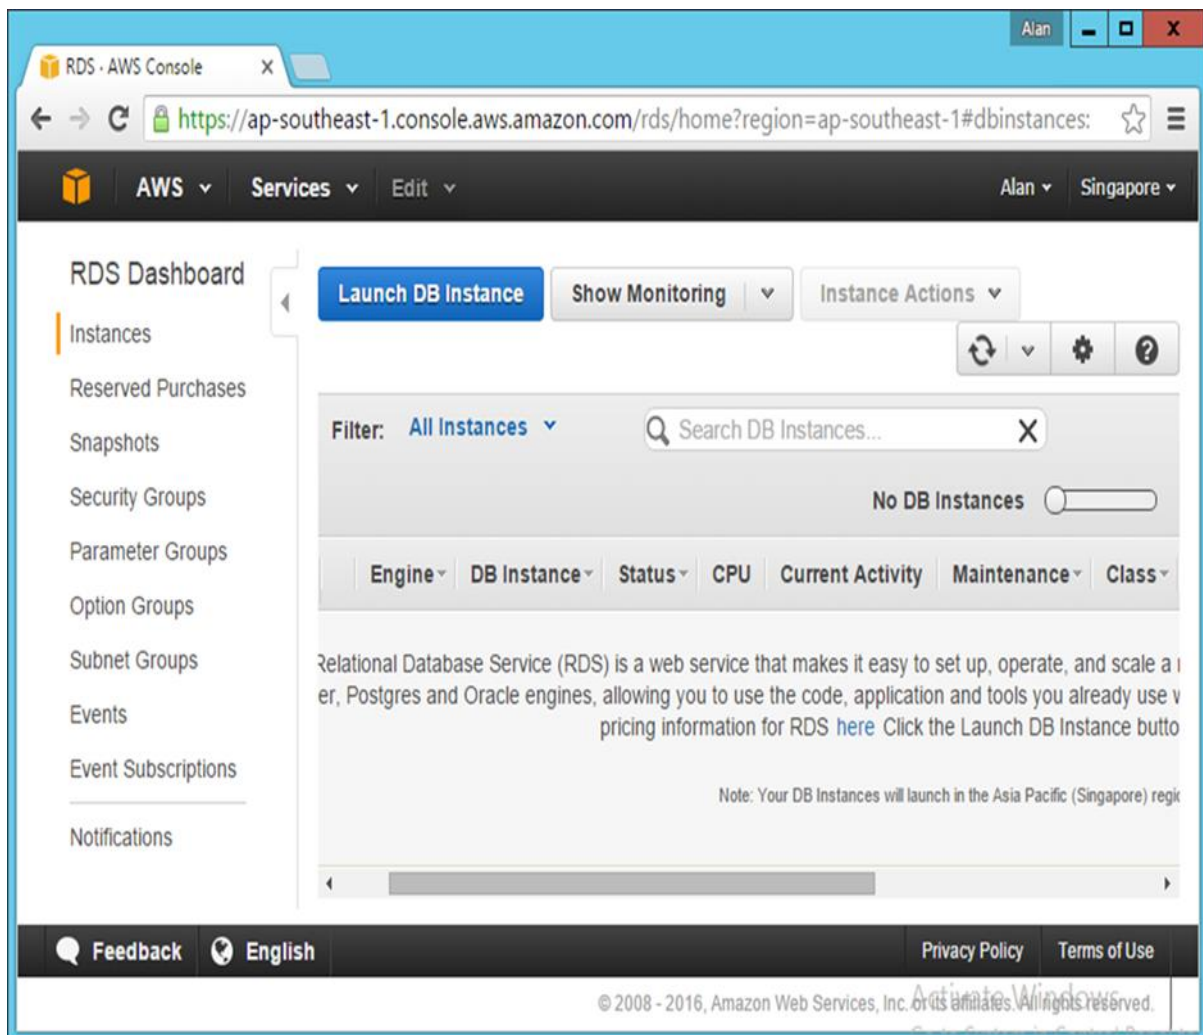 Alan
RDS - AWS Console
https://ap-southeast-1.console.aws.amazon.com/rds/home?region=ap-southeast-1#dbinstances:
AWS Services Edit Alan Singapore
RDS Dashboard
Instances
Reserved Purchases
Snapshots
Security Groups
Parameter Groups
Option Groups
Subnet Groups
Events
Event Subscriptions
Notifications
Launch DB Instance Show Monitoring Instance Actions
Filter: All Instances Search DB Instances...
No DB Instances
Engine DB Instance Status CPU Current Activity Maintenance Class
Relational Database Service (RDS) is a web service that makes it easy to set up, operate, and scale a
er, Postgres and Oracle engines, allowing you to use the code, application and tools you already use
pricing information for RDS here Click the Launch DB Instance butto
Note: Your DB Instances will launch in the Asia Pacific (Singapore) regio
Feedback English Privacy Policy Terms of Use
© 2008 - 2016, Amazon Web Services, Inc. or its affiliates. All rights reserved.
Activate Windows